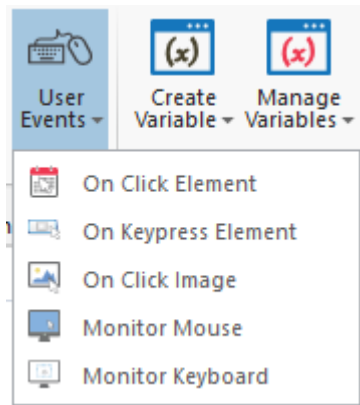 (x)
(x)
User
Events
Create
Variable
Manage
Variables
On Click Element
On Keypress Element
On Click Image
Monitor Mouse
Monitor Keyboard